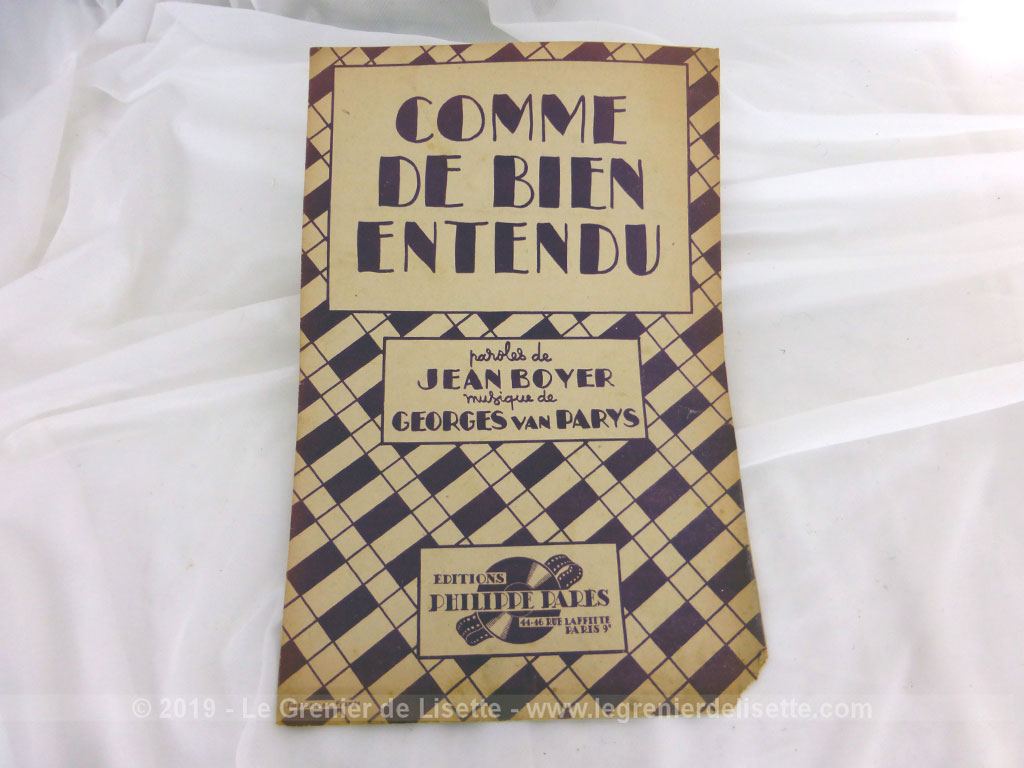 COMME
DE BIEN
ENTENDU
paroles de
JEAN BOYER
musique de
GEORGES VAN PARYS
EDITIONS
PHILIPPE PARES
44-46 RUE LAFFITTE
PARIS 9e
© 2019 - Le Grenier de Lisette - www.legrenierdelisette.com